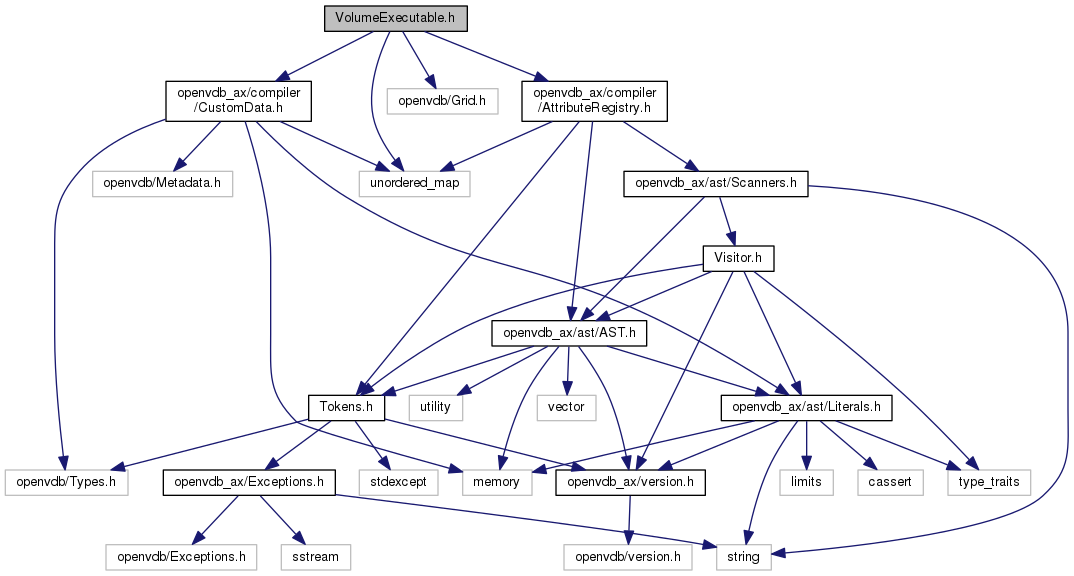 VolumeExecutable.h
openvdb_ax/compiler
/CustomData.h
openvdb/Grid.h
openvdb_ax/compiler
/AttributeRegistry.h
openvdb/Metadata.h
unordered_map
openvdb_ax/ast/Scanners.h
Visitor.h
openvdb_ax/ast/AST.h
Tokens.h
utility
vector
openvdb_ax/ast/Literals.h
openvdb/Types.h
openvdb_ax/Exceptions.h
stdexcept
memory
openvdb_ax/version.h
limits
cassert
type_traits
openvdb/Exceptions.h
sstream
openvdb/version.h
string